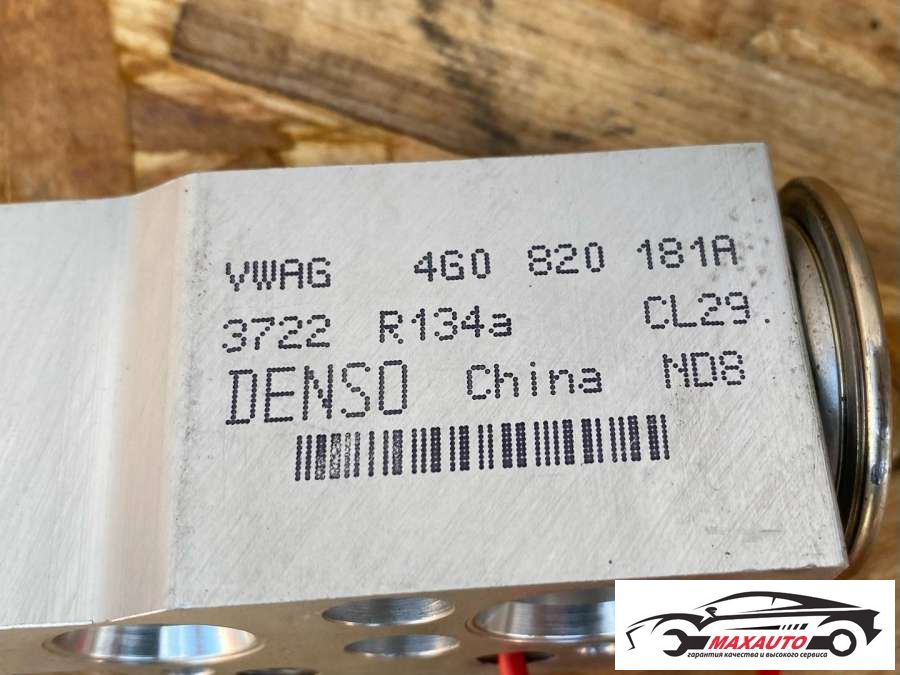 VWAG 4G0 820 181A
3722 R134a CL29.
DENSO China ND8
MAXAUTO
гарантия качества и высокого сервиса